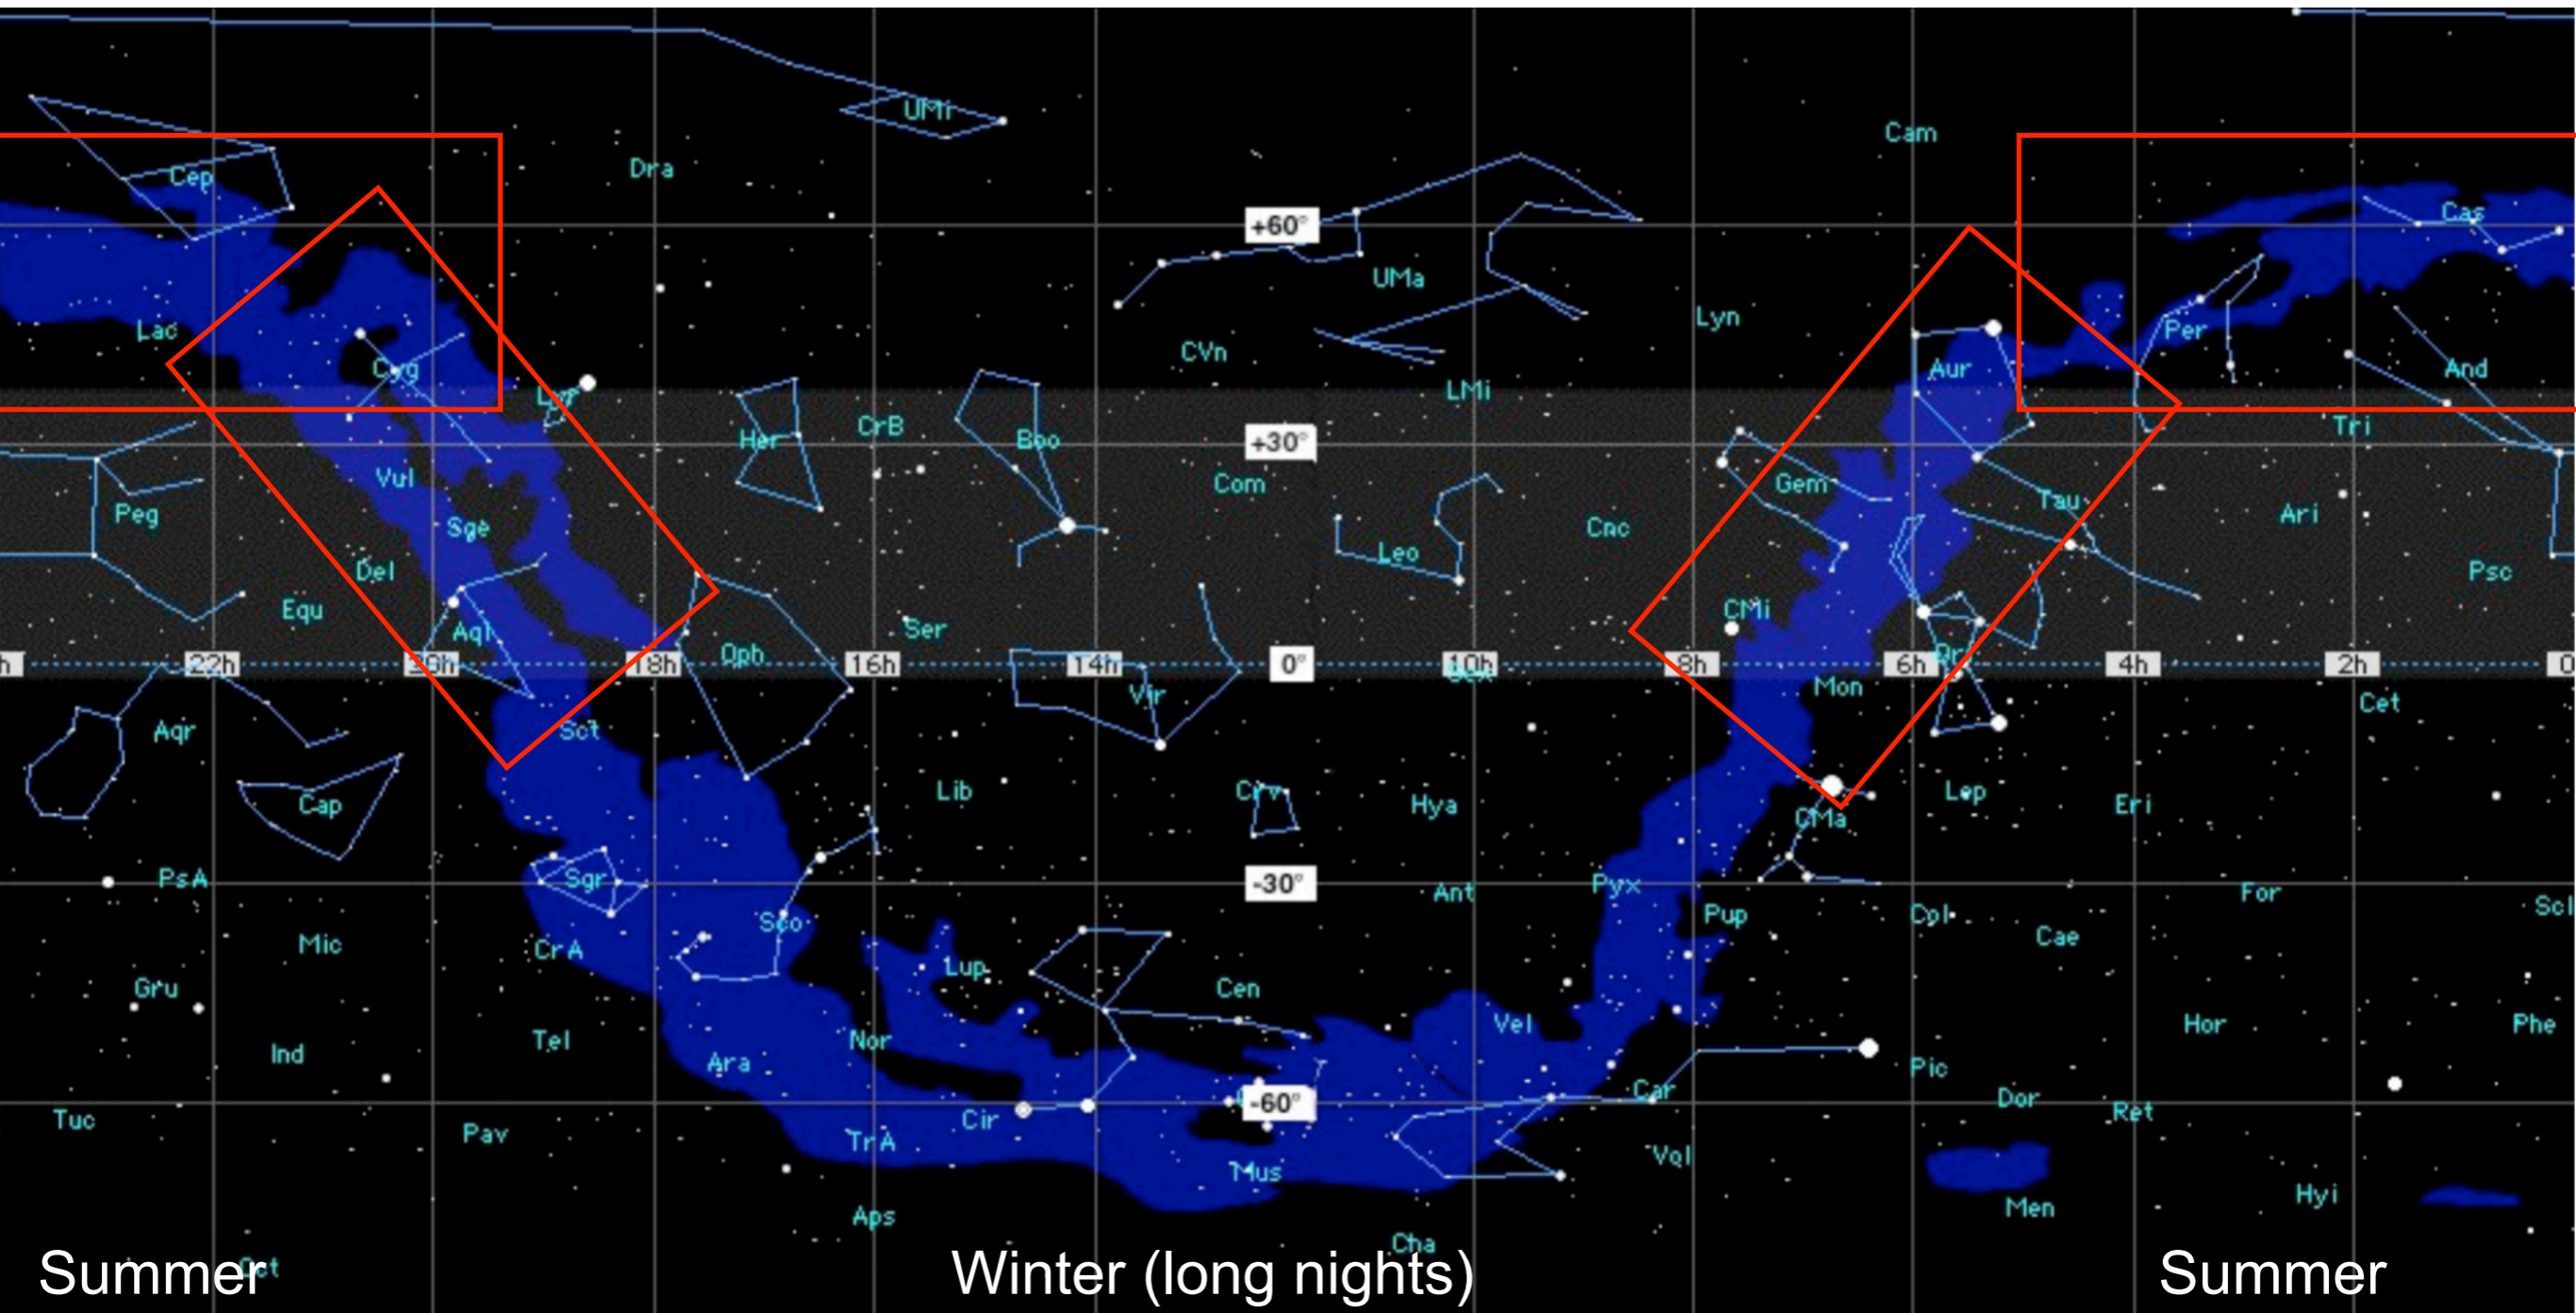 UMi
Cam
Dra
Cep
+60°
Cas
UMa
Lyn
Lac
Per
CVn
Cyg
Aur
And
LMi
Lyr
CrB
Her
Boo
+30°
Tri
Vul
Com
Gem
Peg
Tau
Ari
Sge
Cnc
Leo
Del
Psc
Equ
CMi
Aql
Ser
Oph
h 22h 20h 18h 16h 14h 0° 10h 8h 6h 4h 2h 0
Vir
Mon
Cet
Aqr
Sct
Cap
Lib
Crv
Hya
Lep
Eri
CMa
PsA
Sgr
-30°
Ant
Pyx
For
Scl
Sco
Pup
Col
Mic
CrA
Cae
Lup
Gru
Cen
Vel
Hor
Phe
Ind
Tel
Nor
Ara
Pic
Car
Dor
-60°
Ret
Tuc
Cir
Pav
TrA
Vol
Mus
Hyi
Men
Aps
Cha
Summer
Winter (long nights)
Summer